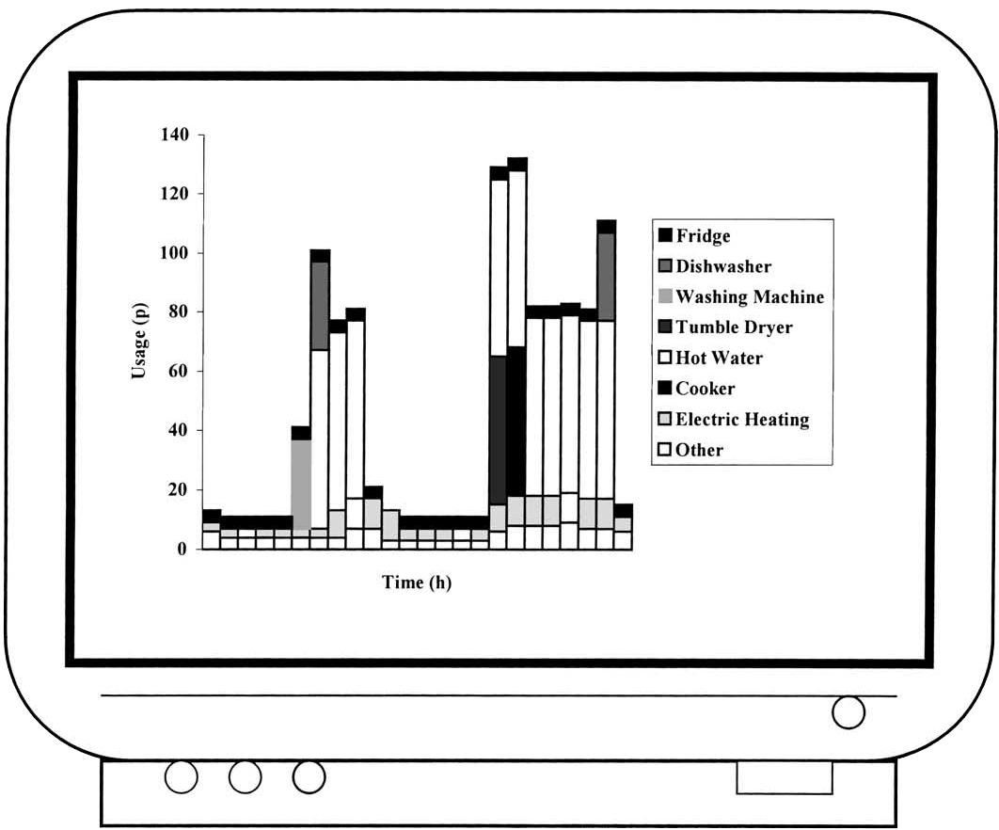 140
120
100
80
60
40
20
0
Usage (p)
Time (h)
Fridge
Dishwasher
Washing Machine
Tumble Dryer
Hot Water
Cooker
Electric Heating
Other